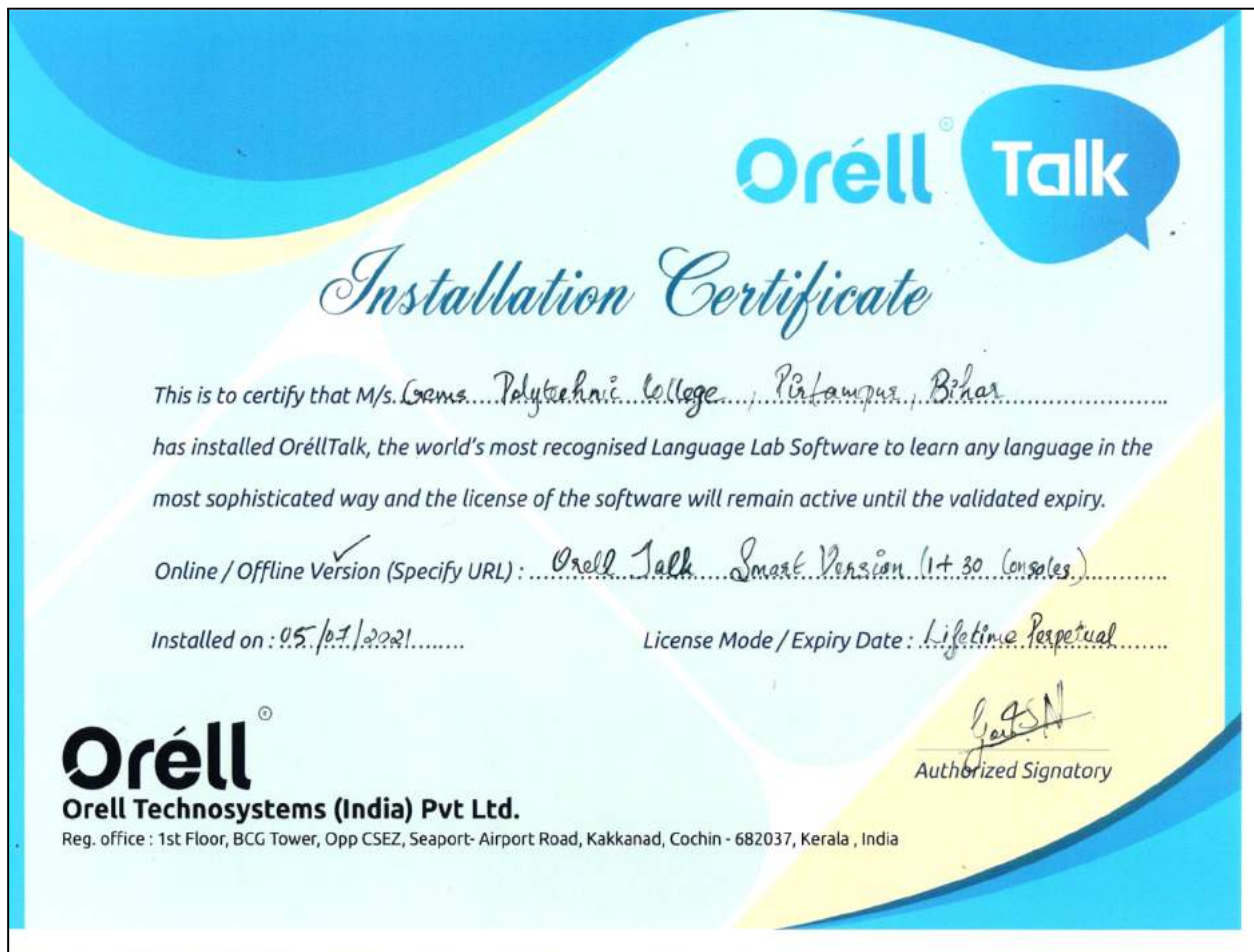 Oréll ® Talk
Installation Certificate
This is to certify that M/s. Gems Polytehnic College, Pirtampur, Bihar
has installed OréllTalk, the world's most recognised Language Lab Software to learn any language in the
most sophisticated way and the license of the software will remain active until the validated expiry.
Online / Offline Version (Specify URL) : Orell Talk Smart Version (1+ 30 Consoles)
Installed on : 05/07/2021
License Mode / Expiry Date : Lifetime Perpetual
Oréll ®
Authorized Signatory
Orell Technosystems (India) Pvt Ltd.
Reg. office : 1st Floor, BCG Tower, Opp CSEZ, Seaport- Airport Road, Kakkanad, Cochin - 682037, Kerala , India